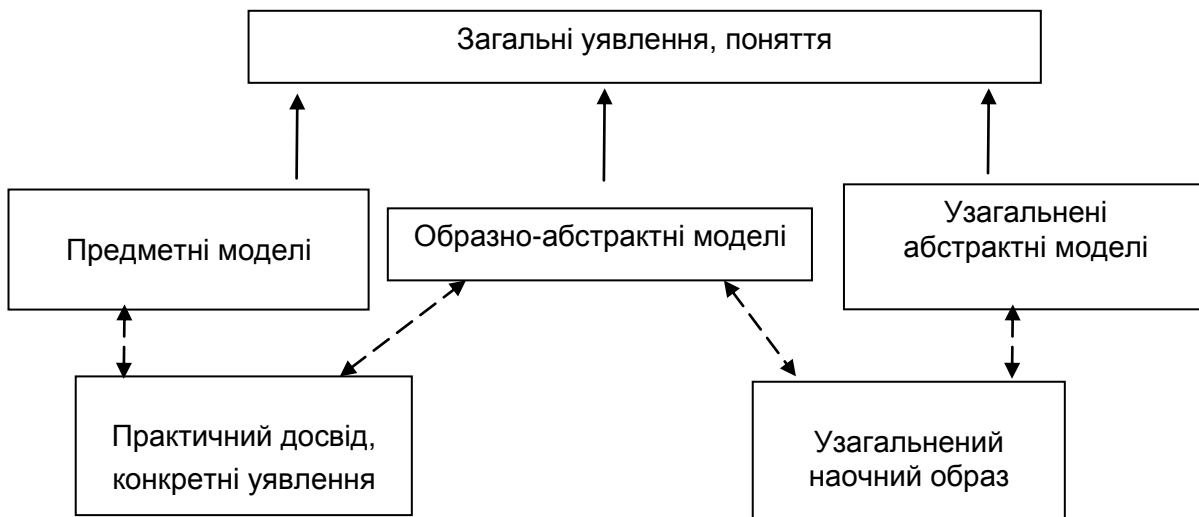 Загальні уявлення, поняття
Предметні моделі
Образно-абстрактні моделі
Узагальнені
абстрактні моделі
Практичний досвід,
конкретні уявлення
Узагальнений
наочний образ